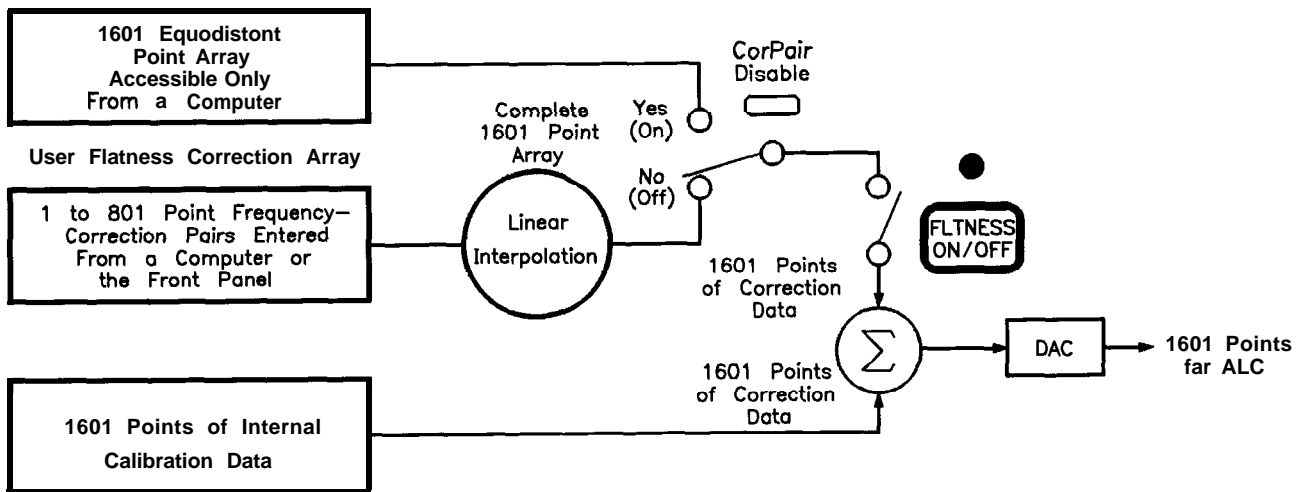 1601 Equodistont
Point Array
Accessible Only
From a Computer
User Flatness Correction Array
1 to 801 Point Frequency–
Correction Pairs Entered
From a Computer or
the Front Panel
1601 Points of Internal
Calibration Data
Complete
1601 Point
Array
Linear
Interpolation
CorPair
Disable
Yes
(On)
No
(Off)
FLTNESS
ON/OFF
1601 Points
of Correction
Data
Σ
1601 Points
of Correction
Data
DAC
1601 Points
far ALC